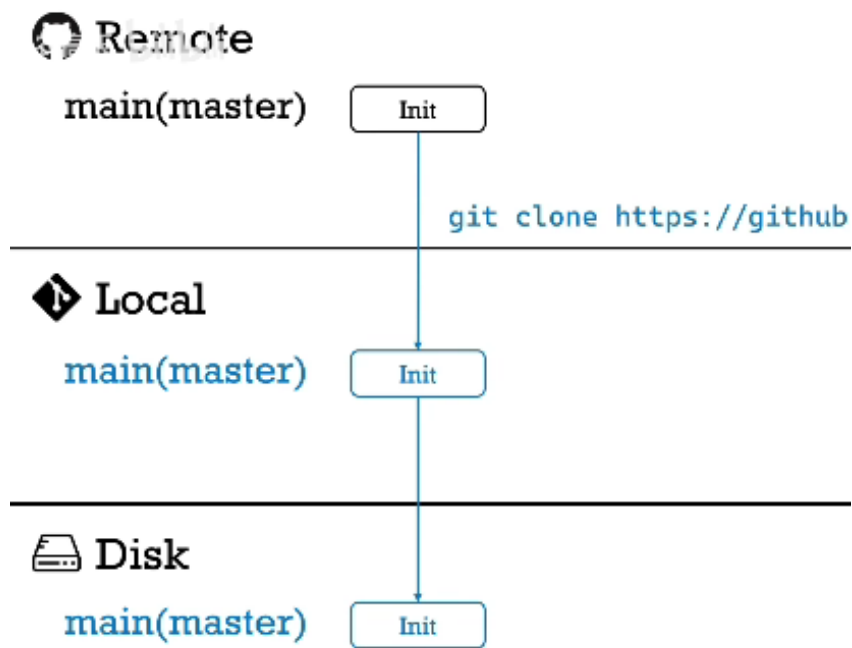 Remote
main(master)
Init
git clone https://github
Local
main(master)
Init
Disk
main(master)
Init